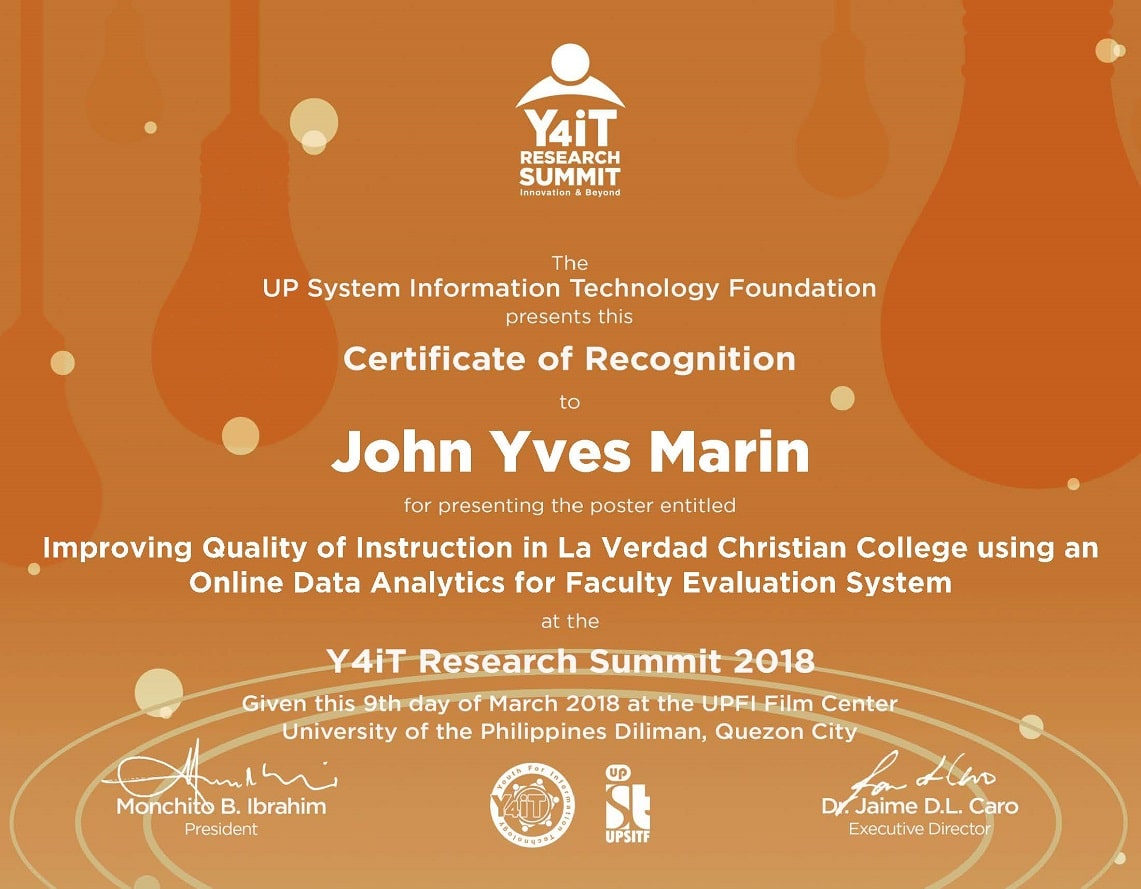 Y4iT
RESEARCH
SUMMIT
Innovation & Beyond
The
UP System Information Technology Foundation
presents this
Certificate of Recognition
to
John Yves Marin
for presenting the poster entitled
Improving Quality of Instruction in La Verdad Christian College using an
Online Data Analytics for Faculty Evaluation System
at the
Y4iT Research Summit 2018
Given this 9th day of March 2018 at the UPFI Film Center
University of the Philippines Diliman, Quezon City
Monchito B. Ibrahim
President
Youth For Information Technology
Y4iT
UP
st
UPSITF
Dr. Jaime D.L. Caro
Executive Director